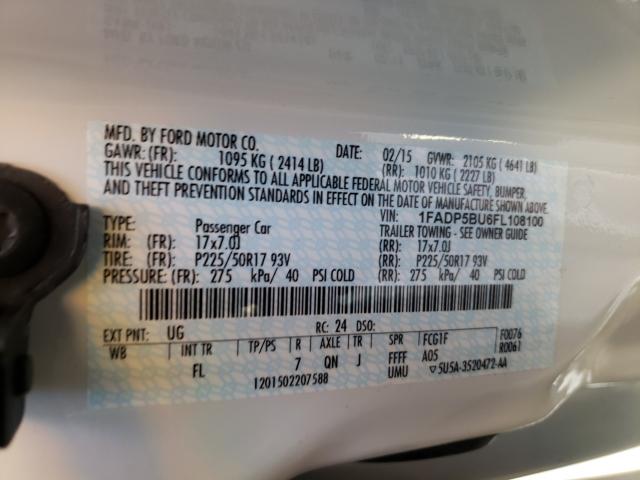 MFD. BY FORD MOTOR CO.
DATE: 02/15 GVWR: 2105 KG ( 4641 LB)
GAWR: (FR): 1095 KG ( 2414 LB) (RR): 1010 KG ( 2227 LB)
THIS VEHICLE CONFORMS TO ALL APPLICABLE FEDERAL MOTOR VEHICLE SAFETY, BUMPER,
AND THEFT PREVENTION STANDARDS IN EFFECT ON THE DATE OF MANUFACTURE SHOWN ABOVE.
VIN: 1FADP5BU6FL108100
TYPE: Passenger Car TRAILER TOWING - SEE OWNER GUIDE
RIM: (FR): 17x7.0J (RR): 17x7.0J
TIRE: (FR): P225/50R17 93V (RR): P225/50R17 93V
PRESSURE: (FR): 275 kPa/ 40 PSI COLD (RR): 275 kPa/ 40 PSI COLD
EXT PNT: UG RC: 24 DSO: FCG1F F0076
WB INT TR TP/PS R AXLE TR SPR A05 R0061
FL 7 QN J FFFF
UMU ▽5U5A-3520472-AA
I201502207588